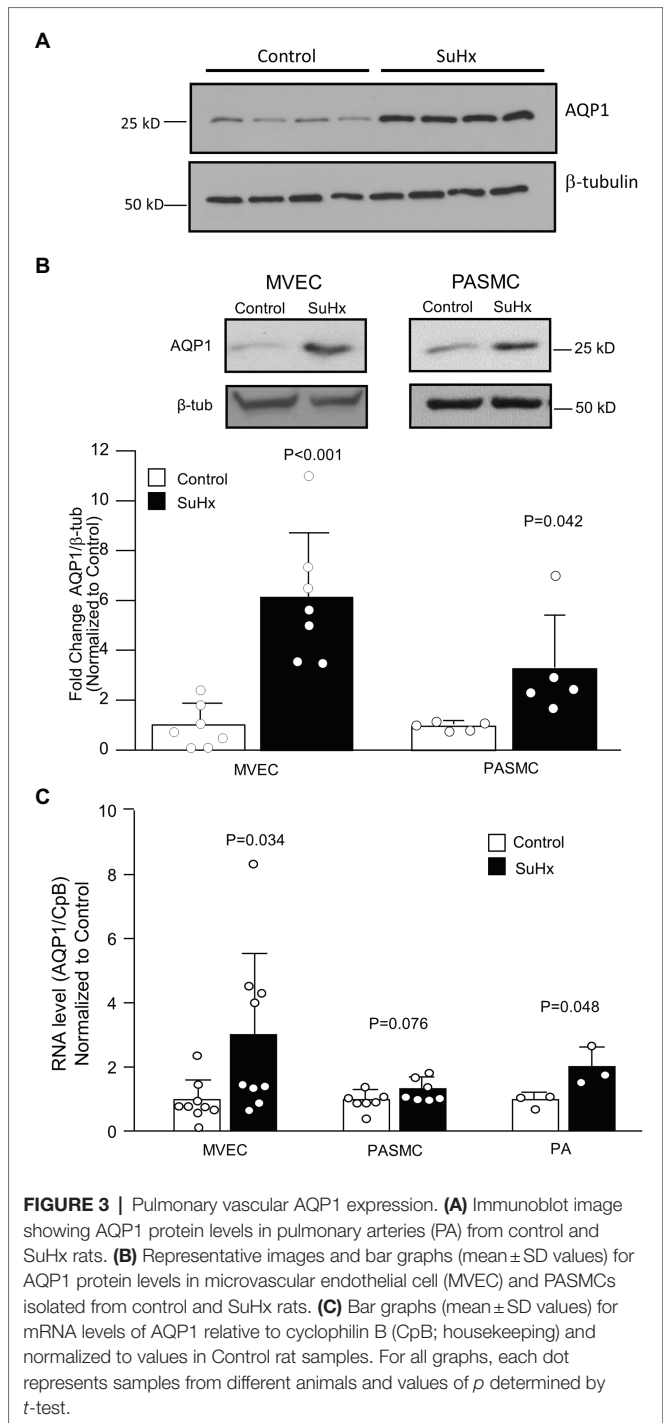 A
Control SuHx
25 kD
AQP1
50 kD
β-tubulin
B
MVEC PASMC
Control SuHx Control SuHx
AQP1
25 kD
β-tub
50 kD
12
10
8
6
4
2
0
Fold Change AQP1/β-tub
(Normalized to Control)
Control
SuHx
P<0.001
P=0.042
MVEC PASMC
C
10
8
6
4
2
0
RNA level (AQP1/CpB)
Normalized to Control
Control
SuHx
P=0.034
P=0.076
P=0.048
MVEC PASMC PA
FIGURE 3 | Pulmonary vascular AQP1 expression. (A) Immunoblot image
showing AQP1 protein levels in pulmonary arteries (PA) from control and
SuHx rats. (B) Representative images and bar graphs (mean ± SD values) for
AQP1 protein levels in microvascular endothelial cell (MVEC) and PASMCs
isolated from control and SuHx rats. (C) Bar graphs (mean ± SD values) for
mRNA levels of AQP1 relative to cyclophilin B (CpB; housekeeping) and
normalized to values in Control rat samples. For all graphs, each dot
represents samples from different animals and values of p determined by
t-test.